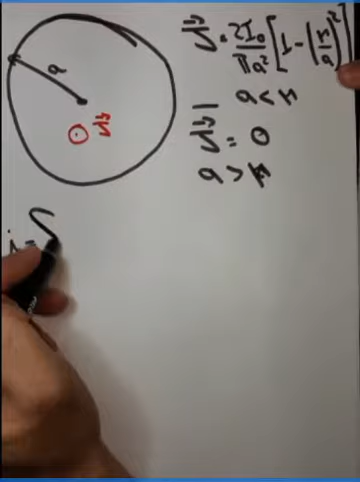 a
J⃗
J⃗ = 2I₀/πa² [1 - (r/a)²]
a < r
J⃗ = 0
a > r
i = ∫